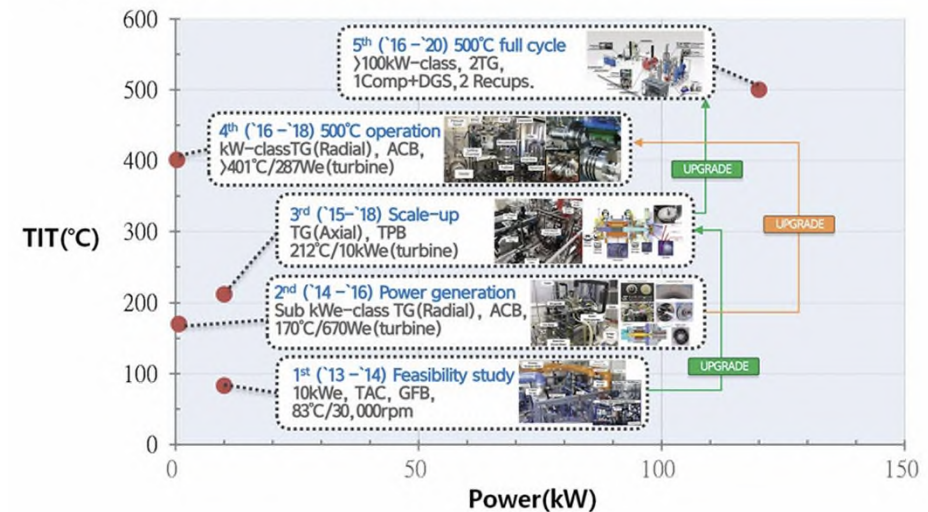 600
500
400
300
200
100
0
TIT(℃)
5th (`16 –`20) 500℃ full cycle
>100kW-class, 2TG,
1Comp+DGS, 2 Recups.
4th (`16 –`18) 500℃ operation
kW-classTG(Radial), ACB,
>401℃/287We(turbine)
UPGRADE
3rd (`15–`18) Scale-up
TG(Axial), TPB
212℃/10kWe(turbine)
UPGRADE
2nd (`14 –`16) Power generation
Sub kWe-class TG(Radial), ACB,
170℃/670We(turbine)
UPGRADE
1st (`13 –`14) Feasibility study
10kWe, TAC, GFB,
83℃/30,000rpm
0
50
100
150
Power(kW)